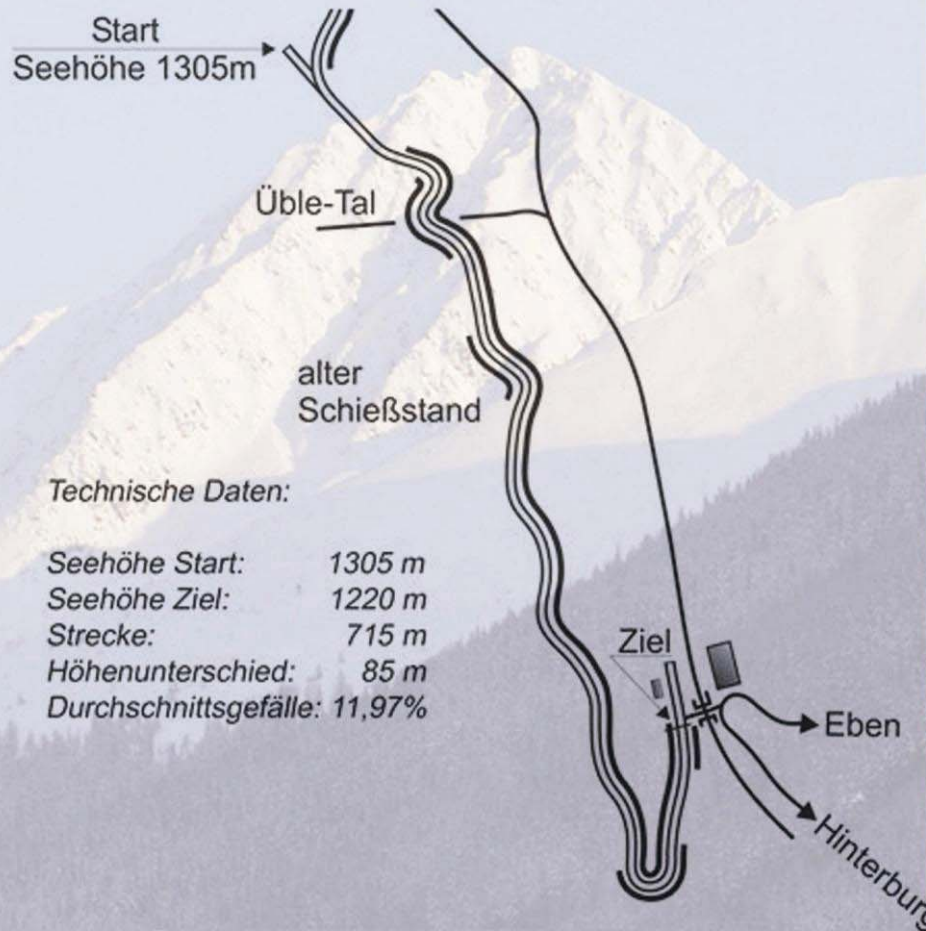 Start
Seehöhe 1305m
Üble-Tal
alter
Schießstand
Technische Daten:
Seehöhe Start: 1305 m
Seehöhe Ziel: 1220 m
Strecke: 715 m
Höhenunterschied: 85 m
Durchschnittsgefälle: 11,97%
Ziel
Eben
Hinterburg